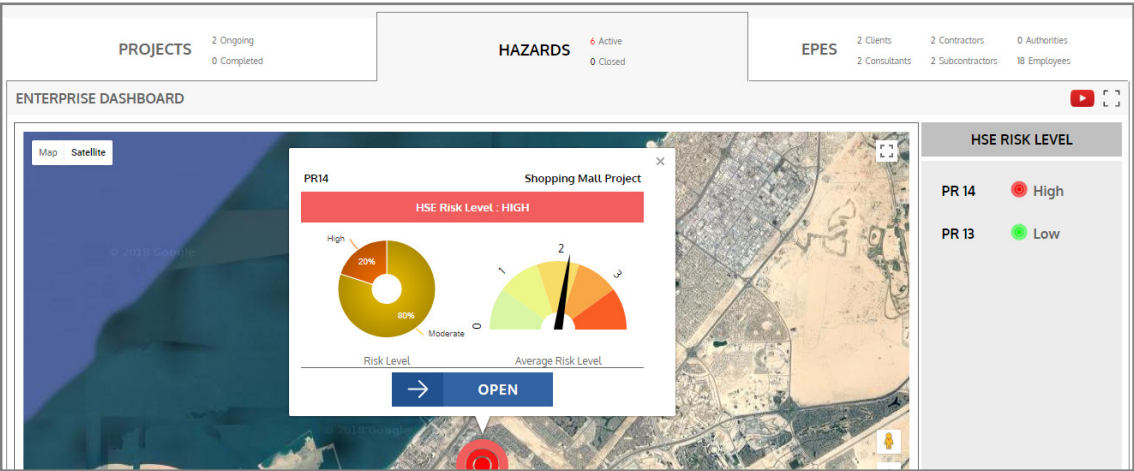 PROJECTS
2 Ongoing
0 Completed
HAZARDS
6 Active
0 Closed
EPES
2 Clients
2 Contractors
0 Authorities
2 Consultants
2 Subcontractors
18 Employees
ENTERPRISE DASHBOARD
Map Satellite
© 2018 Google
PR14
Shopping Mall Project
HSE Risk Level : HIGH
High
20%
80%
Moderate
Risk Level
0
1
2
3
Average Risk Level
OPEN
© 2018 Google
HSE RISK LEVEL
PR 14 High
PR 13 Low